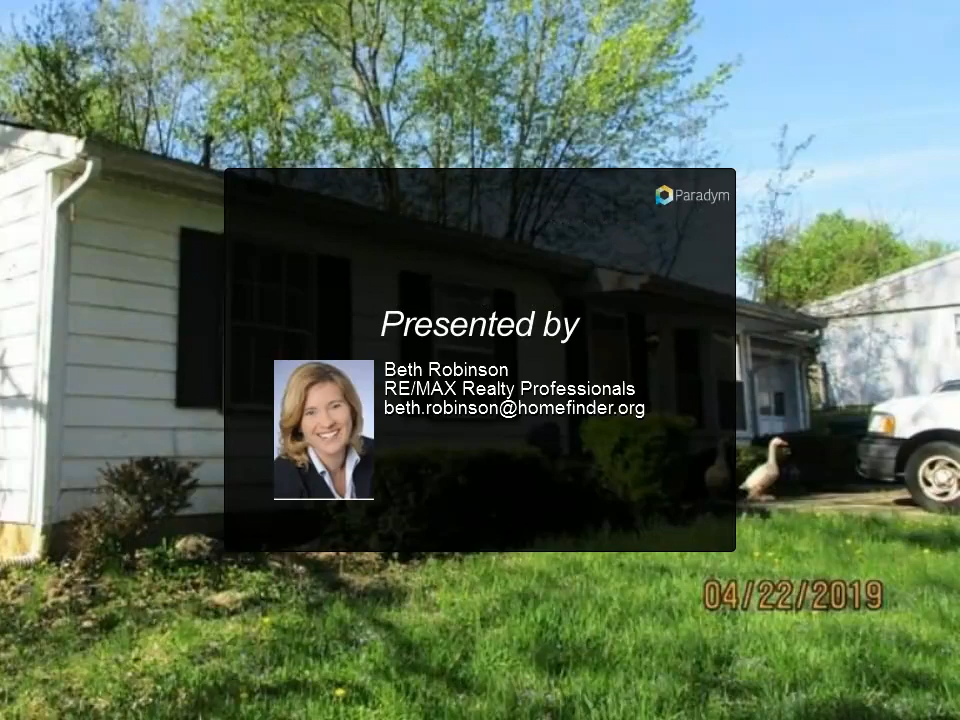 Paradym
Presented by
Beth Robinson
RE/MAX Realty Professionals
beth.robinson@homefinder.org
04/22/2019